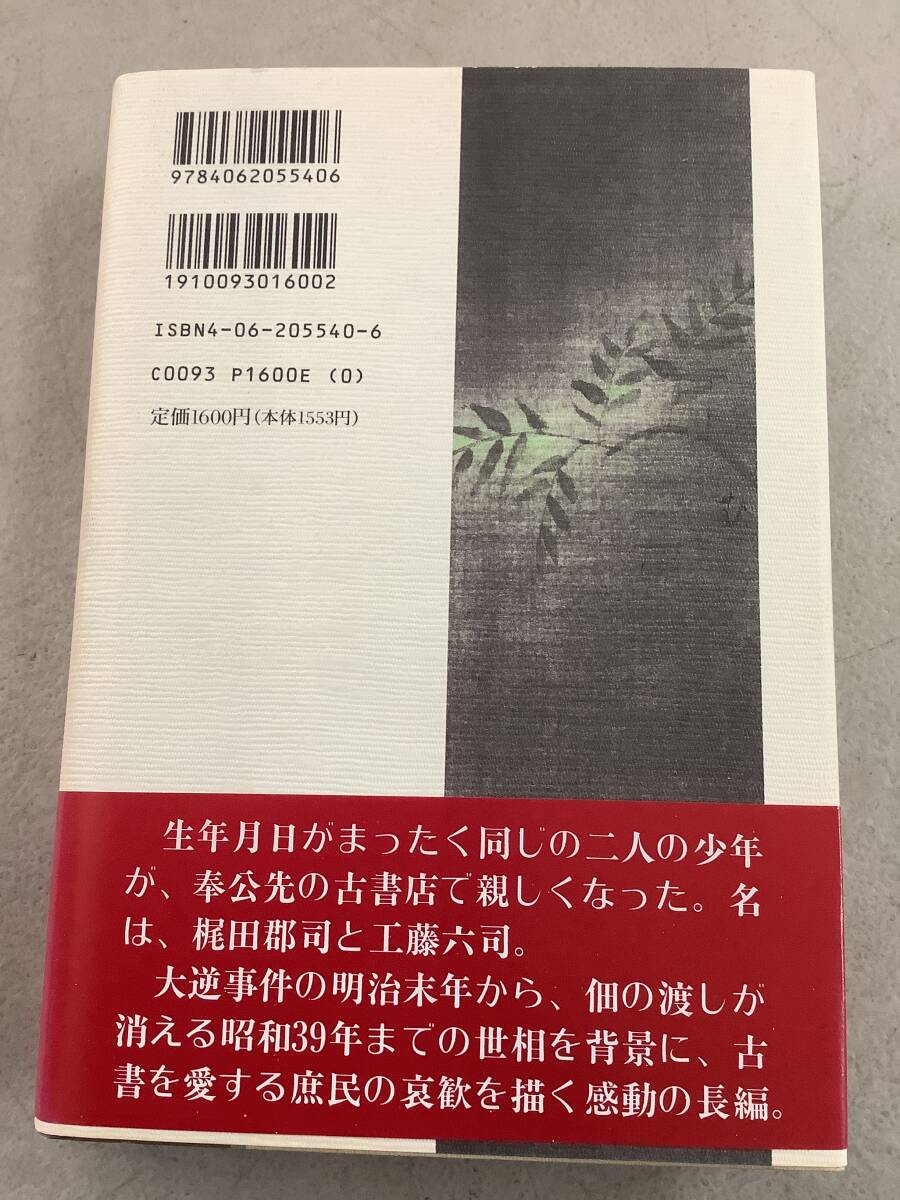 9784062055406
1910093016002
ISBN4-06-205540-6
C0093 P1600E (0)
定価1600円(本体1553円)
生年月日がまったく同じの二人の少年
が、奉公先の古書店で親しくなった。名
は、梶田郡司と工藤六司。
大逆事件の明治末年から、佃の渡しが
消える昭和39年までの世相を背景に、古
書を愛する庶民の哀歓を描く感動の長編。